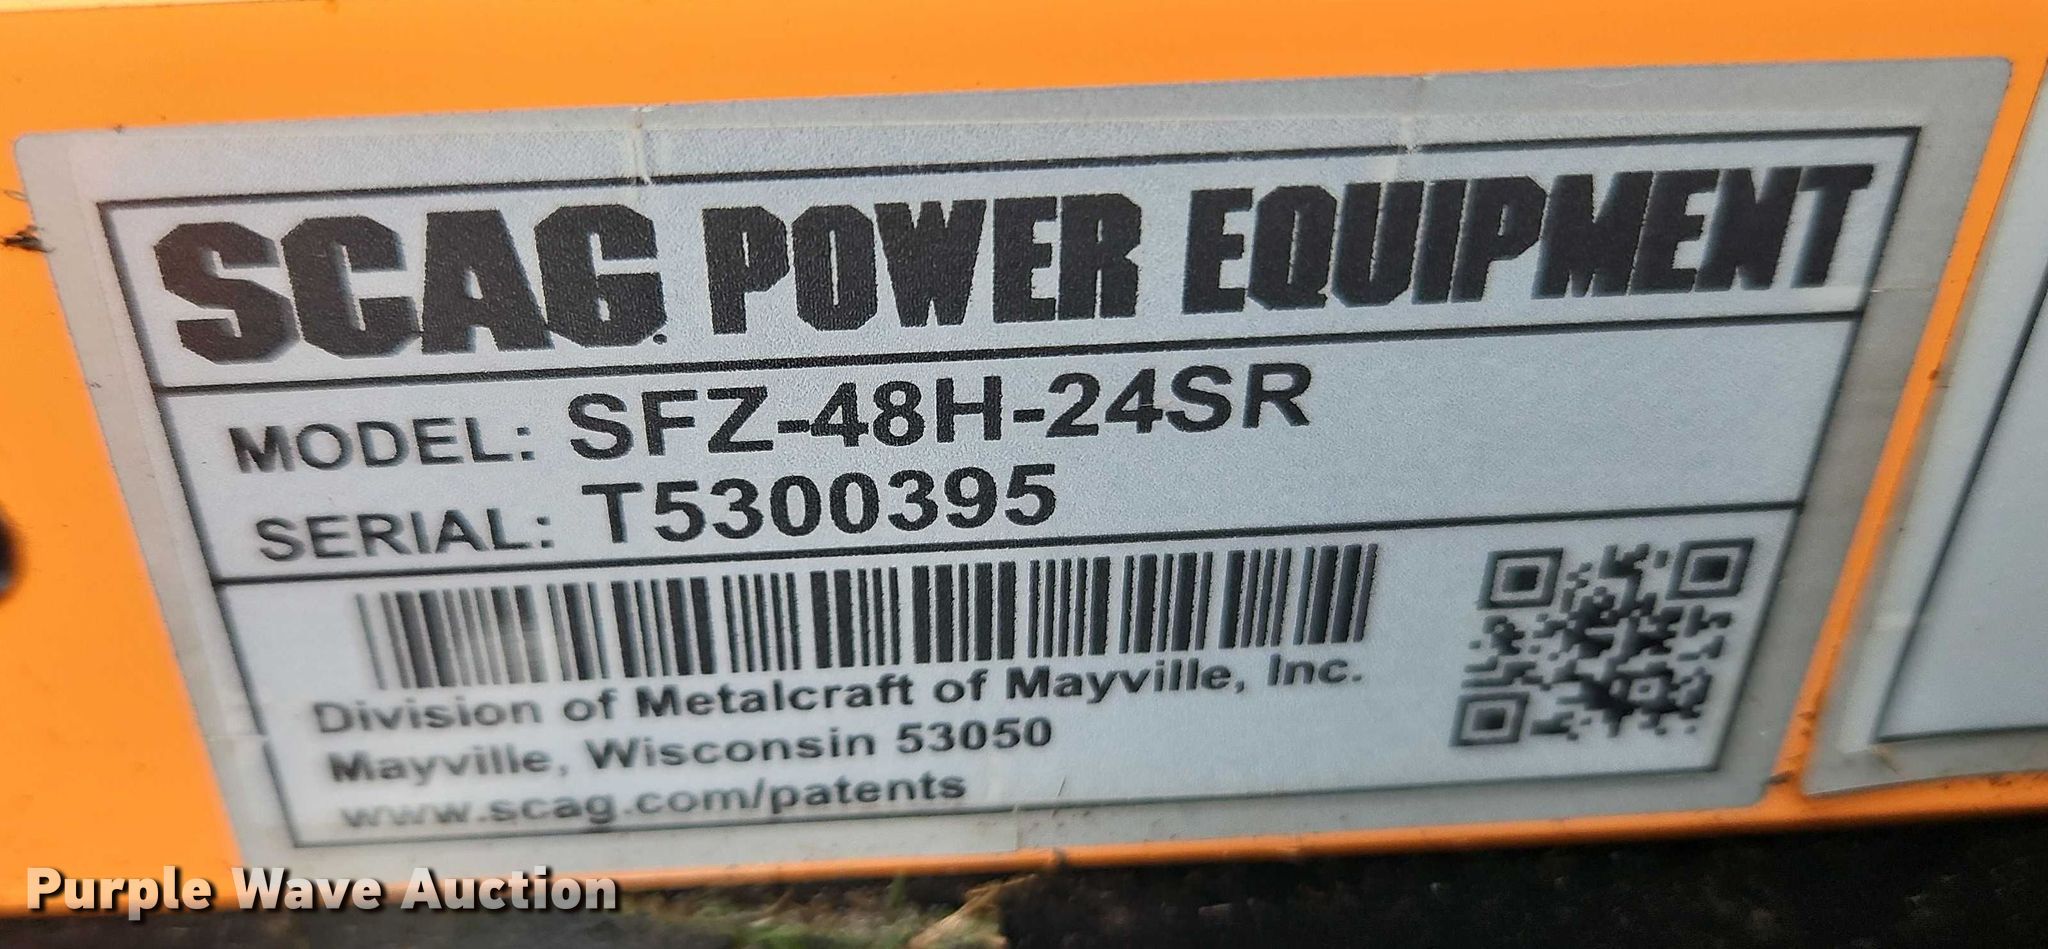 SCAG POWER EQUIPMENT
MODEL: SFZ-48H-24SR
SERIAL: T5300395
Division of Metalcraft of Mayville, Inc.
Mayville, Wisconsin 53050
www.scag.com/patents
Purple Wave Auction